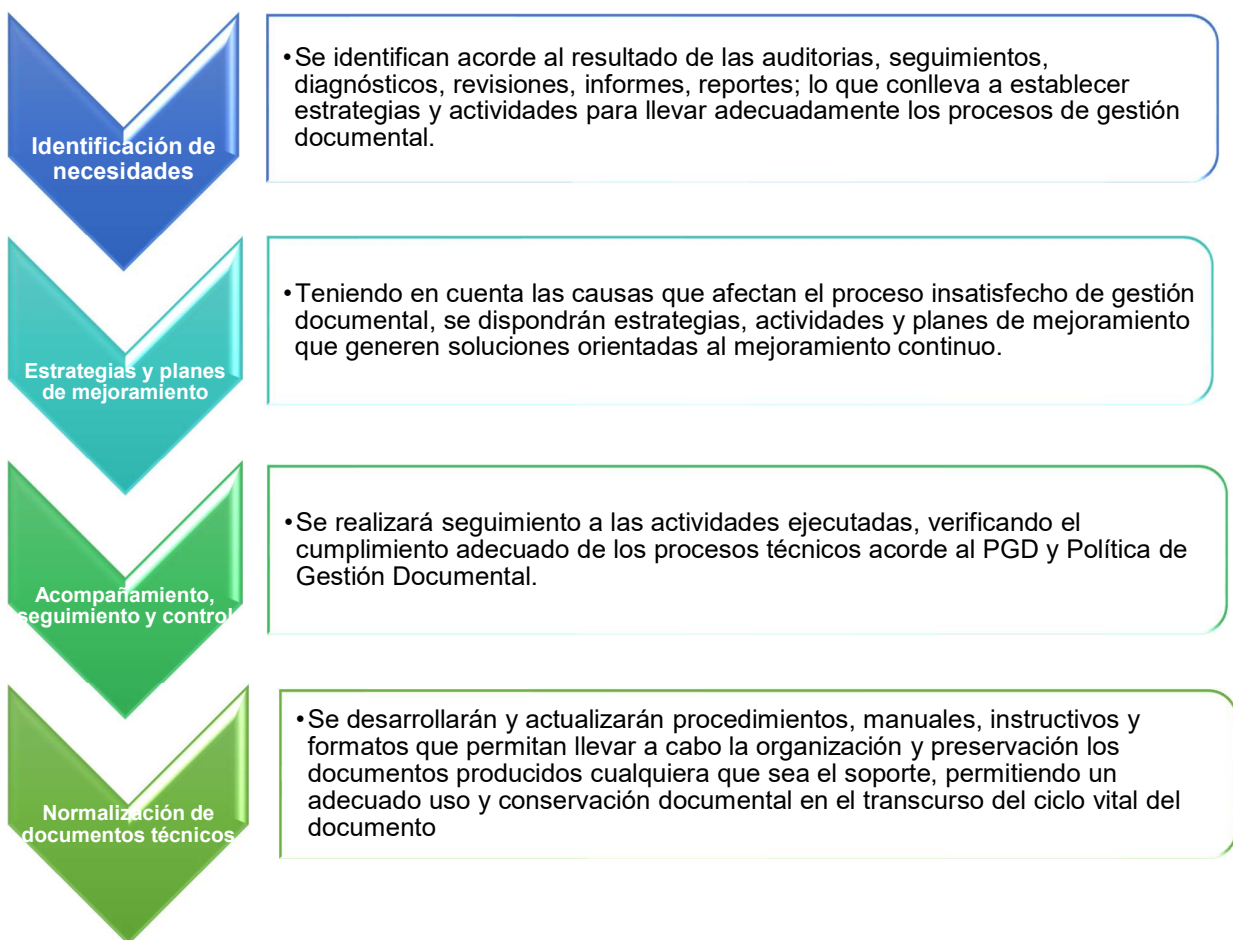 Identificación de
necesidades
•Se identifican acorde al resultado de las auditorias, seguimientos,
diagnósticos, revisiones, informes, reportes; lo que conlleva a establecer
estrategias y actividades para llevar adecuadamente los procesos de gestión
documental.
Estrategias y planes
de mejoramiento
•Teniendo en cuenta las causas que afectan el proceso insatisfecho de gestión
documental, se dispondrán estrategias, actividades y planes de mejoramiento
que generen soluciones orientadas al mejoramiento continuo.
Acompañamiento,
seguimiento y control
•Se realizará seguimiento a las actividades ejecutadas, verificando el
cumplimiento adecuado de los procesos técnicos acorde al PGD y Política de
Gestión Documental.
Normalización de
documentos técnicos
•Se desarrollarán y actualizarán procedimientos, manuales, instructivos y
formatos que permitan llevar a cabo la organización y preservación los
documentos producidos cualquiera que sea el soporte, permitiendo un
adecuado uso y conservación documental en el transcurso del ciclo vital del
documento